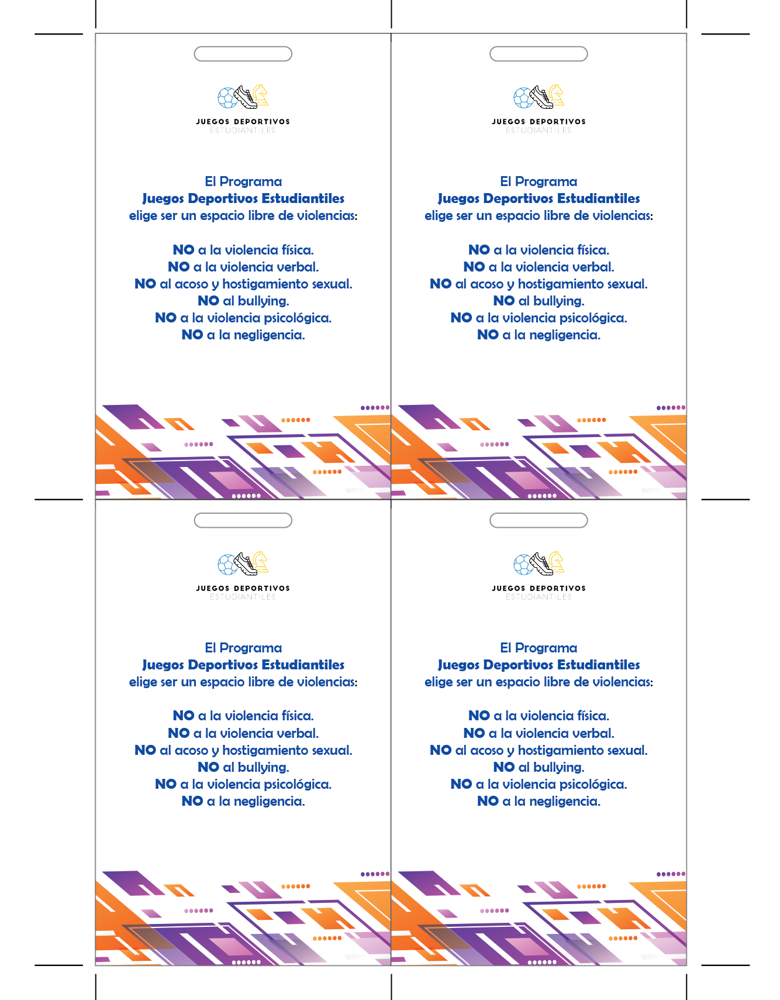 JUEGOS DEPORTIVOS
ESTUDIANTILES
El Programa
Juegos Deportivos Estudiantiles
elige ser un espacio libre de violencias:
NO a la violencia física.
NO a la violencia verbal.
NO al acoso y hostigamiento sexual.
NO al bullying.
NO a la violencia psicológica.
NO a la negligencia.
JUEGOS DEPORTIVOS
ESTUDIANTILES
El Programa
Juegos Deportivos Estudiantiles
elige ser un espacio libre de violencias:
NO a la violencia física.
NO a la violencia verbal.
NO al acoso y hostigamiento sexual.
NO al bullying.
NO a la violencia psicológica.
NO a la negligencia.
JUEGOS DEPORTIVOS
ESTUDIANTILES
El Programa
Juegos Deportivos Estudiantiles
elige ser un espacio libre de violencias:
NO a la violencia física.
NO a la violencia verbal.
NO al acoso y hostigamiento sexual.
NO al bullying.
NO a la violencia psicológica.
NO a la negligencia.
JUEGOS DEPORTIVOS
ESTUDIANTILES
El Programa
Juegos Deportivos Estudiantiles
elige ser un espacio libre de violencias:
NO a la violencia física.
NO a la violencia verbal.
NO al acoso y hostigamiento sexual.
NO al bullying.
NO a la violencia psicológica.
NO a la negligencia.